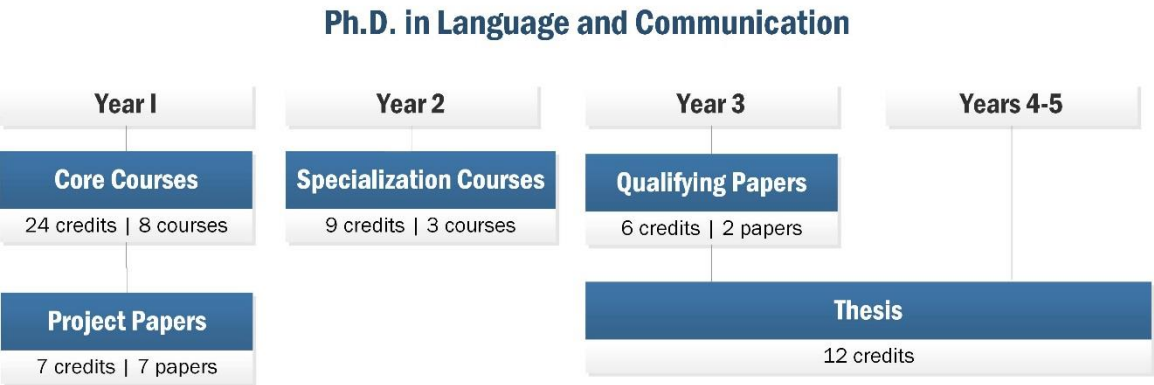 Ph.D. in Language and Communication
Year I
Year 2
Year 3
Years 4-5
Core Courses
24 credits | 8 courses
Specialization Courses
9 credits | 3 courses
Qualifying Papers
6 credits | 2 papers
Project Papers
7 credits | 7 papers
Thesis
12 credits